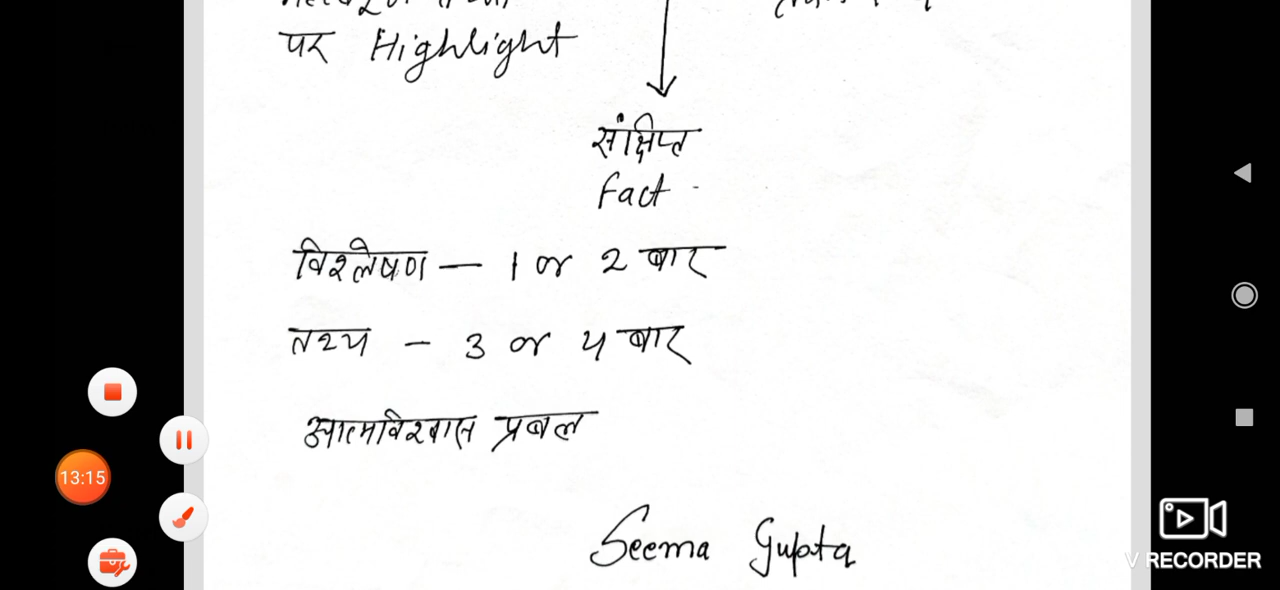 पर Highlight
संक्षिप्त
Fact
विश्लेषण — 1 or 2 बार
तथ्य - 3 or 4 बार
आत्मविश्वास प्रबल
Seema Gupta
13:15
V RECORDER